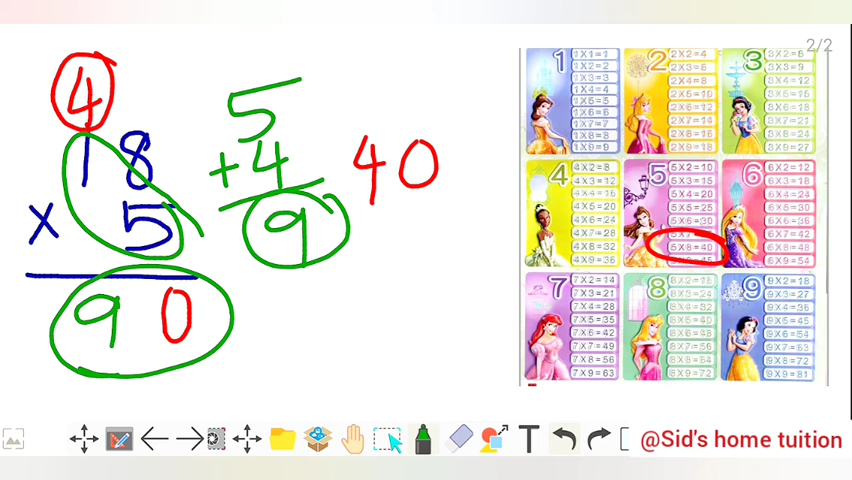 2/2
4
18
× 5
90
5
+4
9
40
1
1X1=1
1X2=2
1X3=3
1X4=4
1X5=5
1X6=6
1X7=7
1X8=8
1X9=9
2
2X2=4
2X3=6
2X4=8
2X5=10
2X6=12
2X7=14
2X8=16
2X9=18
3
3X2=6
3X3=9
3X4=12
3X5=15
3X6=18
3X7=21
3X8=24
3X9=27
4
4X2=8
4X3=12
4X4=16
4X5=20
4X6=24
4X7=28
4X8=32
4X9=36
5
5X2=10
5X3=15
5X4=20
5X5=25
5X6=30
5X8=40
6
6X2=12
6X3=18
6X4=24
6X5=30
6X6=36
6X7=42
6X8=48
6X9=54
7
7X2=14
7X3=21
7X4=28
7X5=35
7X6=42
7X7=49
7X8=56
7X9=63
8
8X2=16
8X3=24
8X4=32
8X5=40
8X6=48
8X7=56
8X8=64
8X9=72
9
9X2=18
9X3=27
9X4=36
9X5=45
9X6=54
9X7=63
9X8=72
9X9=81
T
@Sid's home tuition